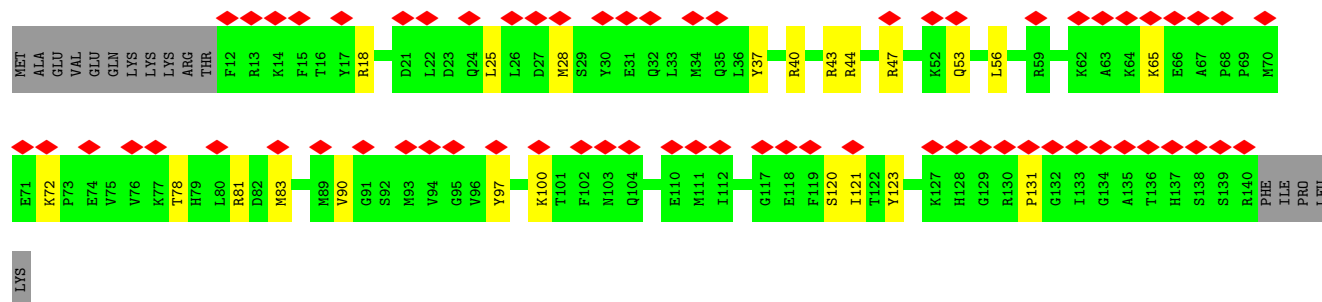 MET ALA GLU VAL GLU GLN LYS LYS LYS ARG THR F12 R13 K14 F15 T16 Y17 R18 D21 L22 D23 Q24 L25 L26 D27 M28 S29 Y30 E31 Q32 L33 M34 Q35 L36 Y37 R40 R43 R44 R47 K52 Q53 L56 R59 K62 A63 K64 K65 E66 A67 P68 P69 M70
E71 K72 P73 E74 V75 V76 K77 T78 H79 L80 R81 D82 M83 M89 V90 G91 S92 M93 V94 G95 V96 Y97 K100 T101 F102 N103 Q104 E110 M111 I112 G117 E118 F119 S120 I121 T122 Y123 K127 H128 G129 R130 P131 G132 I133 G134 A135 T136 H137 S138 S139 R140 PHE ILE PRO LEU
LYS